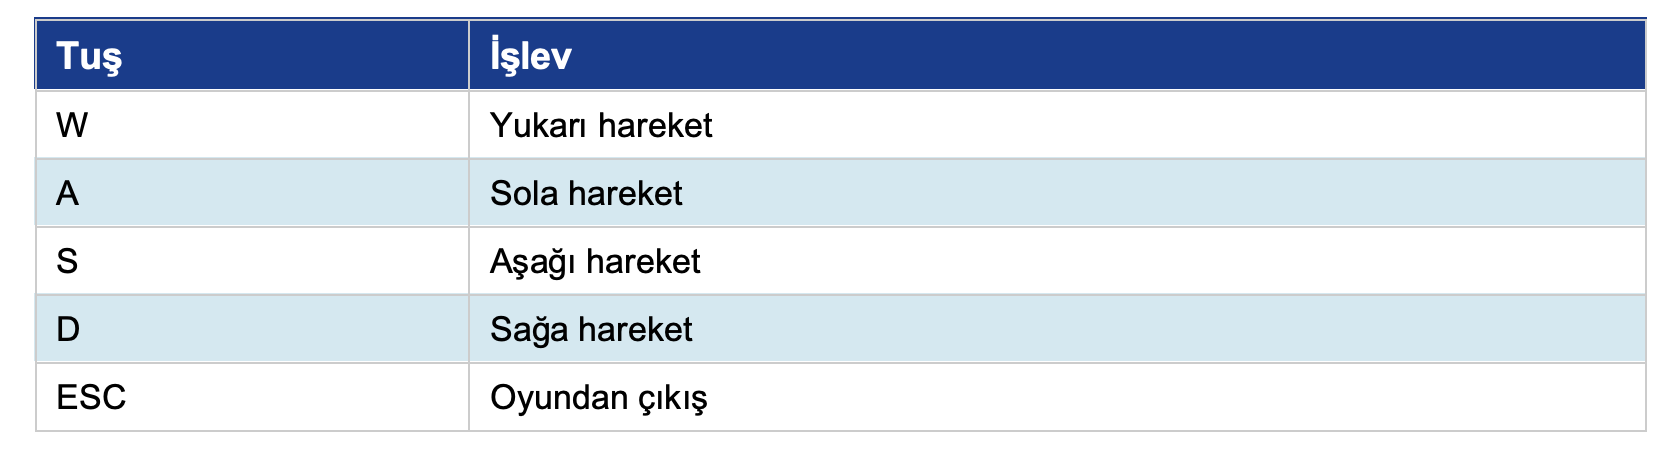 Tuş İşlev
W Yukarı hareket
A Sola hareket
S Aşağı hareket
D Sağa hareket
ESC Oyundan çıkış